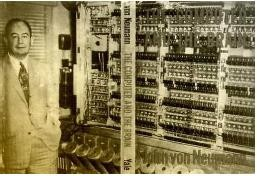 von Neumann THE COMPUTER AND THE BRAIN Yale
John von Neumann